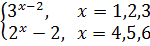 3^{x-2}, x = 1,2,3
2^x - 2, x = 4,5,6